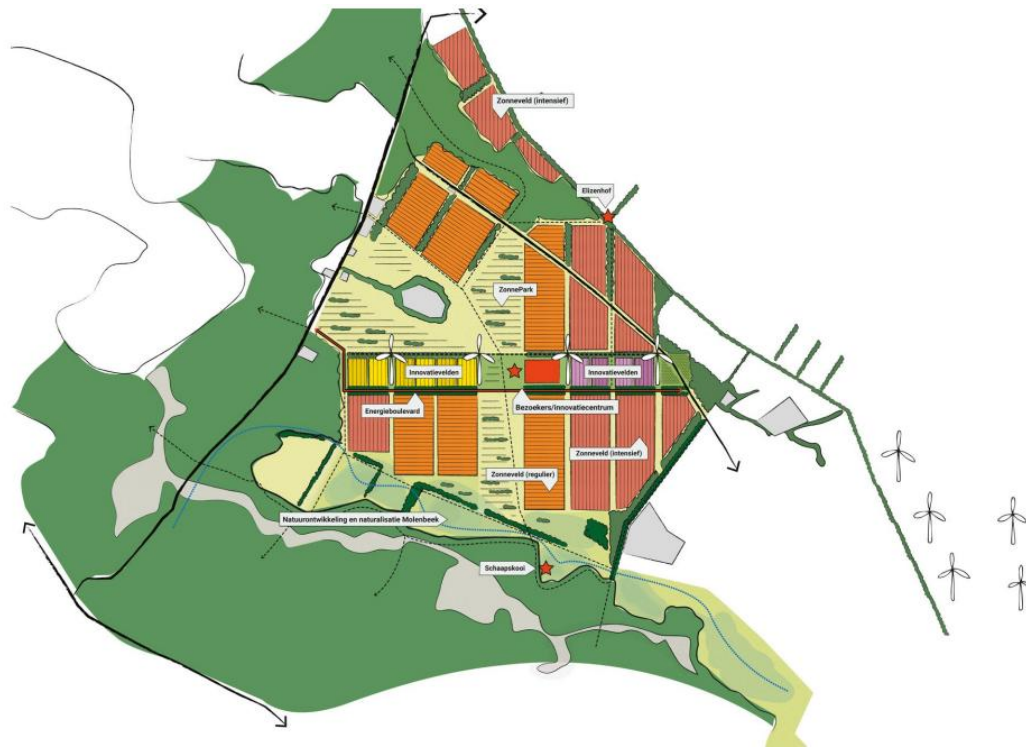 Zonneveld (intensief)
Elizenhof
ZonnePark
Innovatievelden
Innovatievelden
Energieboulevard
Bezoekers/innovatiecentrum
Zonneveld (intensief)
Zonneveld (regulier)
Natuurontwikkeling en naturalisatie Molenbeek
Schaapskooi